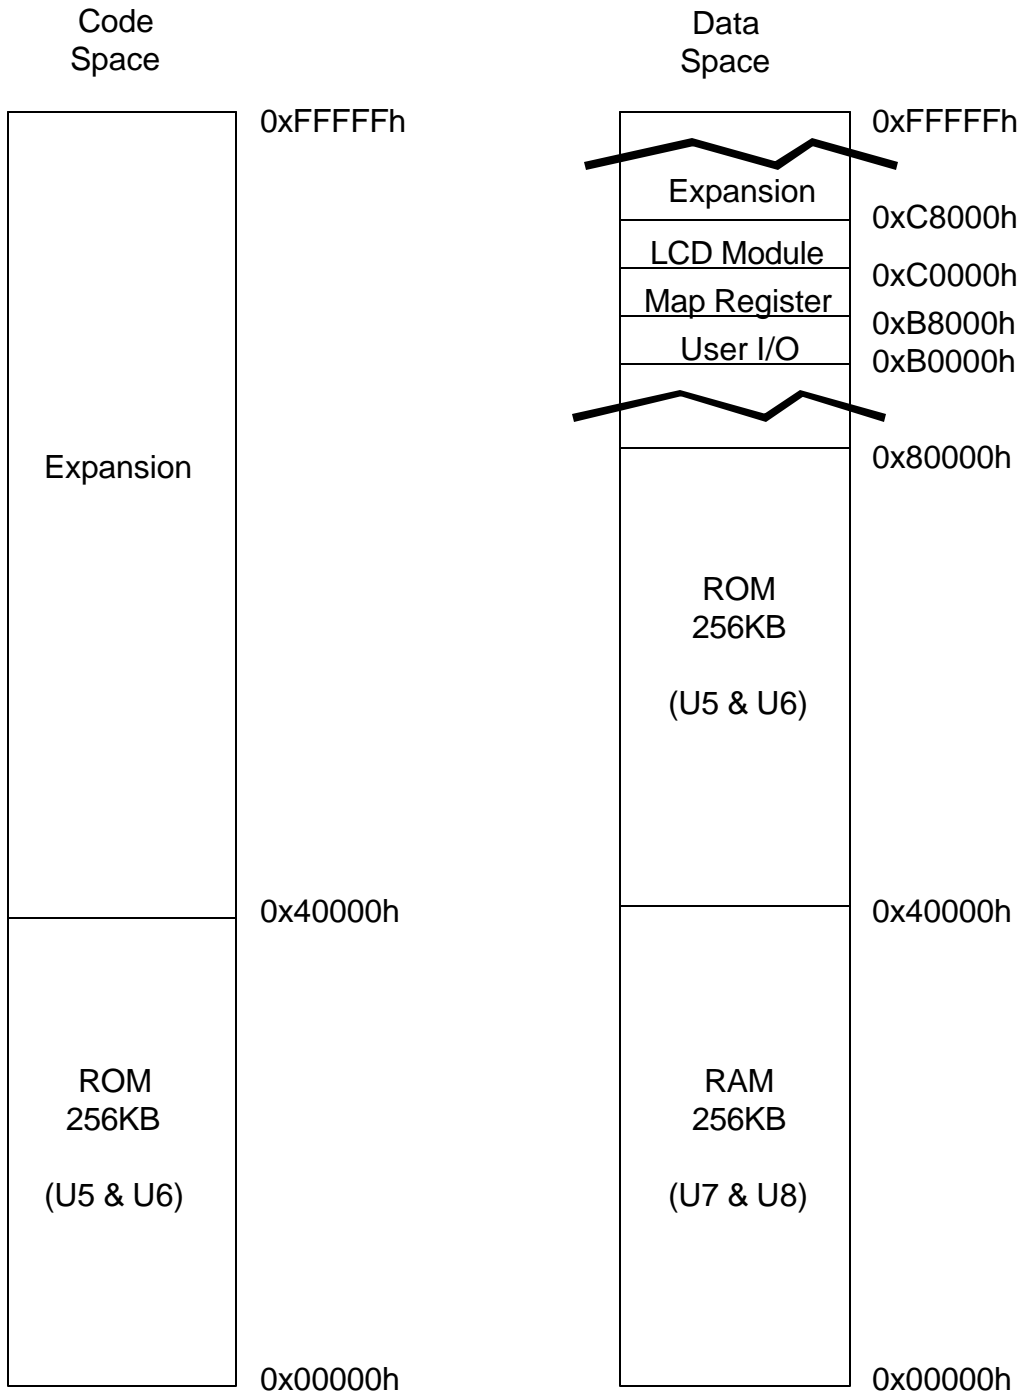 Code
Space
0xFFFFFh
Expansion
0x40000h
ROM
256KB
(U5 & U6)
0x00000h
Data
Space
0xFFFFFh
Expansion
0xC8000h
LCD Module
0xC0000h
Map Register
0xB8000h
User I/O
0xB0000h
0x80000h
ROM
256KB
(U5 & U6)
0x40000h
RAM
256KB
(U7 & U8)
0x00000h